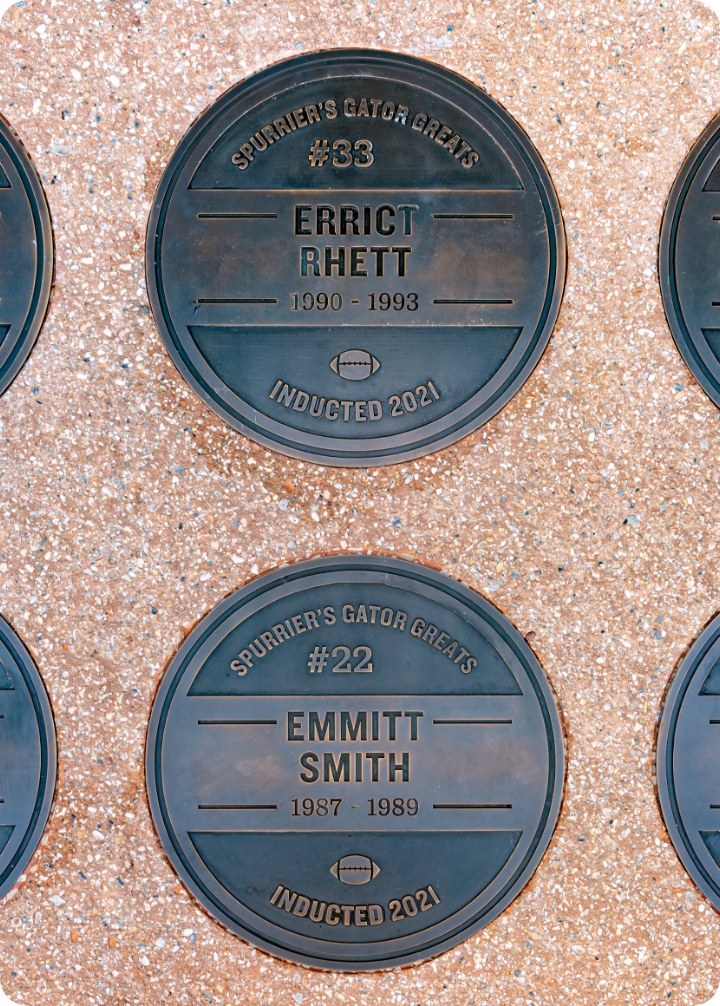 SPURRIER'S GATOR GREATS
#33
ERRICT
RHETT
1990 - 1993
INDUCTED 2021
SPURRIER'S GATOR GREATS
#22
EMMITT
SMITH
1987 - 1989
INDUCTED 2021